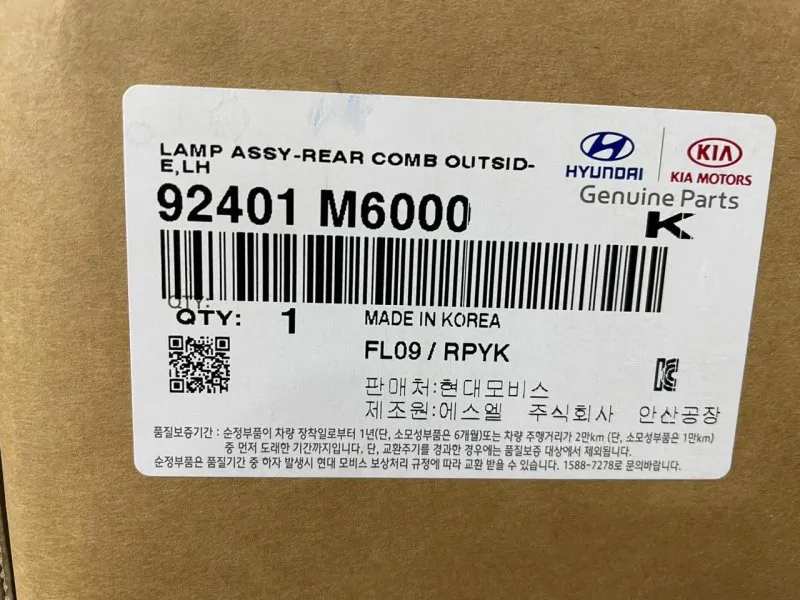 LAMP ASSY-REAR COMB OUTSID-
E,LH
92401 M6000
HYUNDAI
KIA
KIA MOTORS
Genuine Parts
K
QTY:
QTY: 1
MADE IN KOREA
FL09 / RPYK
판매처:현대모비스
제조원:에스엘 주식회사 안산공장
품질보증기간 : 순정부품이 차량 장착일로부터 1년(단, 소모성부품은 6개월)또는 차량 주행거리가 2만km (단, 소모성부품은 1만km)
중 먼저 도래한 기간까지입니다. 단, 교환주기를 경과한 경우에는 품질보증 대상에서 제외됩니다.
순정부품은 품질기간 중 하자 발생시 현대 모비스 보상처리 규정에 따라 교환 받을 수 있습니다. 1588-7278로 문의바랍니다.